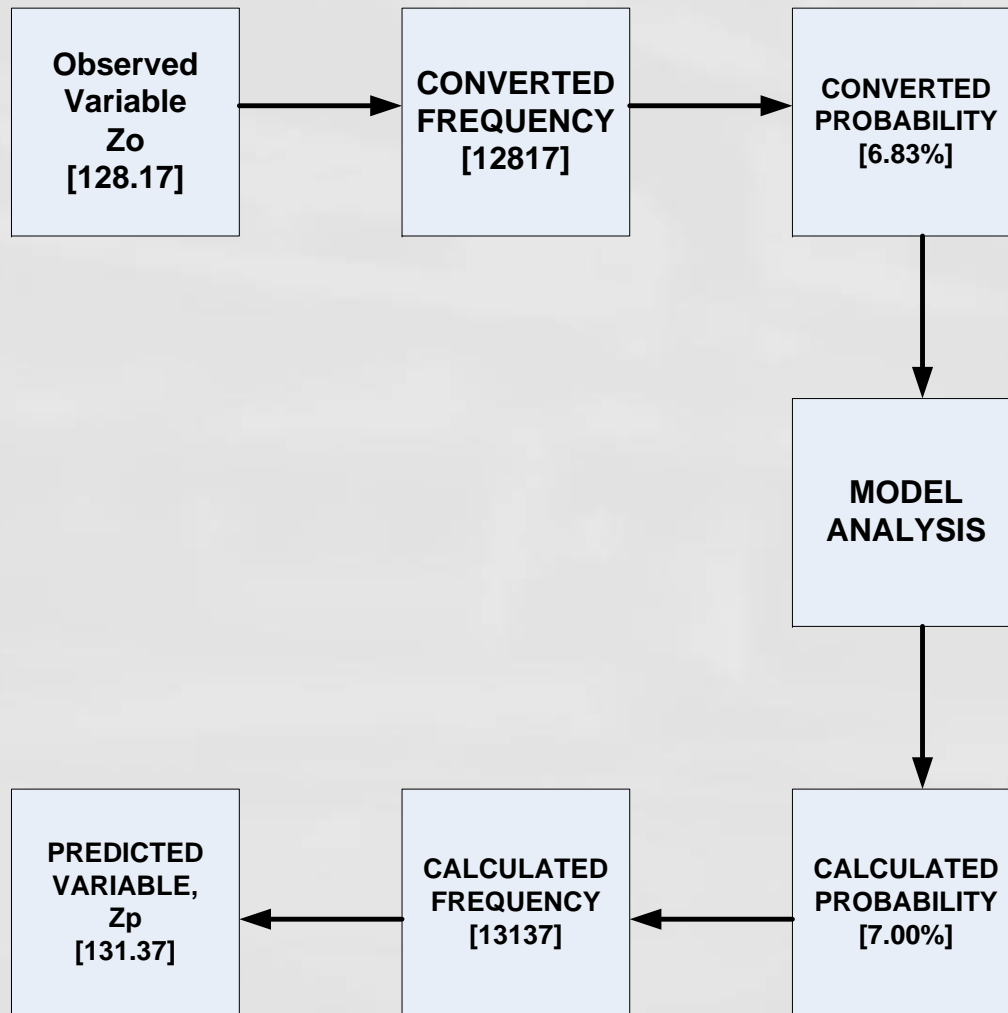 Observed
Variable
Zo
[128.17]
CONVERTED
FREQUENCY
[12817]
CONVERTED
PROBABILITY
[6.83%]
MODEL
ANALYSIS
PREDICTED
VARIABLE,
Zp
[131.37]
CALCULATED
FREQUENCY
[13137]
CALCULATED
PROBABILITY
[7.00%]